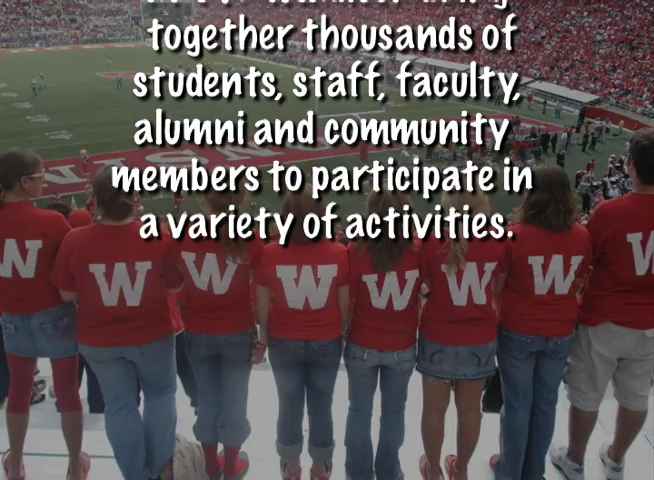 together thousands of
students, staff, faculty,
alumni and community
members to participate in
a variety of activities.
W W W W W W W W